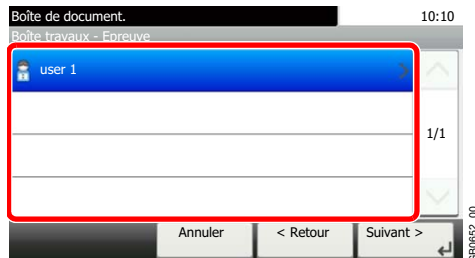 Boîte de document.
10:10
Boîte travaux - Epreuve
user 1
1/1
Annuler
< Retour
Suivant >
GB0652_00